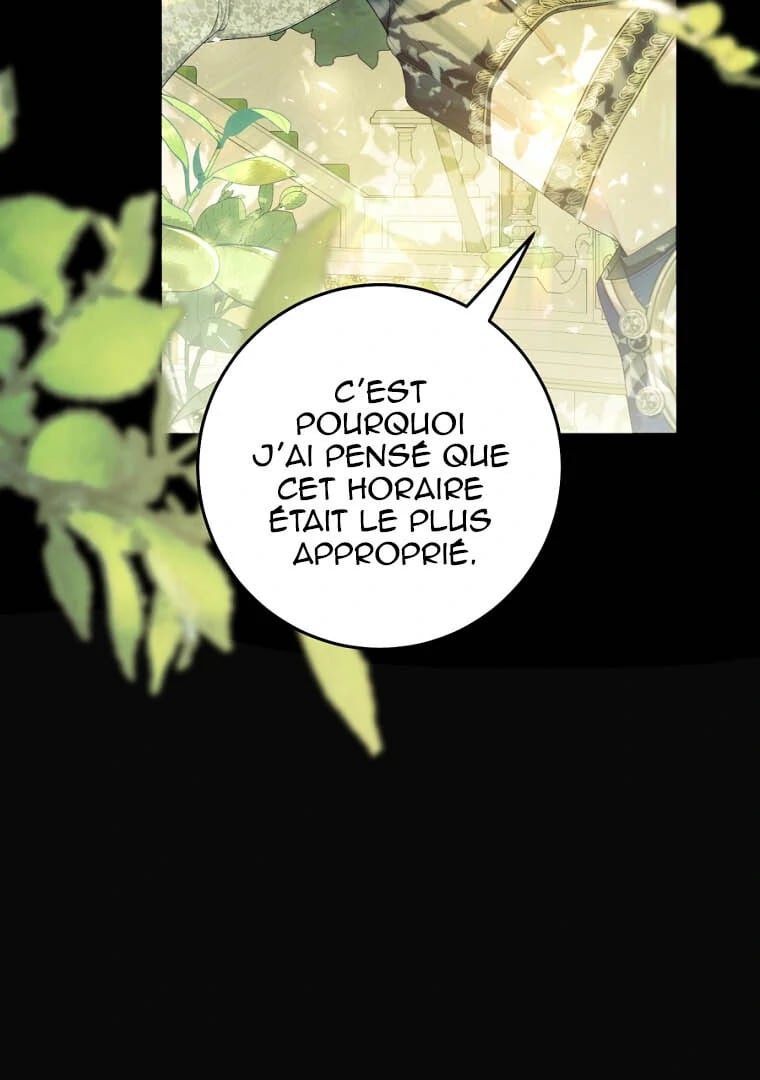 C'EST
POURQUOI
J'AI PENSÉ QUE
CET HORAIRE
ÉTAIT LE PLUS
APPROPRIÉ.